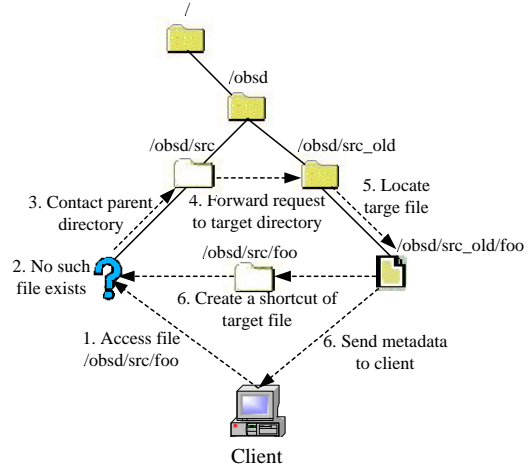 /
/obsd
/obsd/src
/obsd/src_old
3. Contact parent
directory
4. Forward request
to target directory
5. Locate
targe file
/obsd/src/foo
/obsd/src_old/foo
2. No such
file exists
6. Create a shortcut of
target file
1. Access file
/obsd/src/foo
6. Send metadata
to client
Client